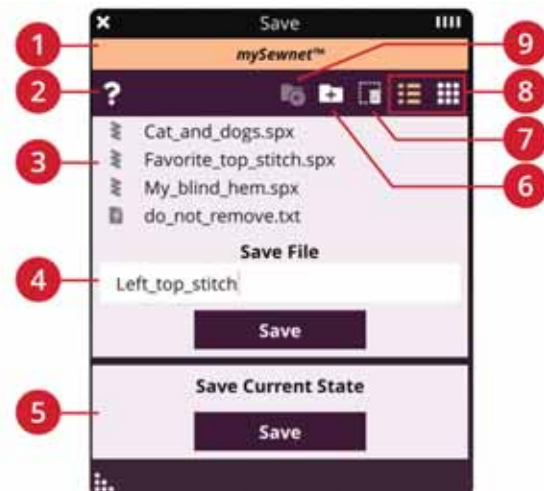 Save
mySewnet™
?
Cat_and_dogs.spx
Favorite_top_stitch.spx
My_blind_hem.spx
do_not_remove.txt
Save File
Left_top_stitch
Save
Save Current State
Save
1
2
3
4
5
9
8
7
6